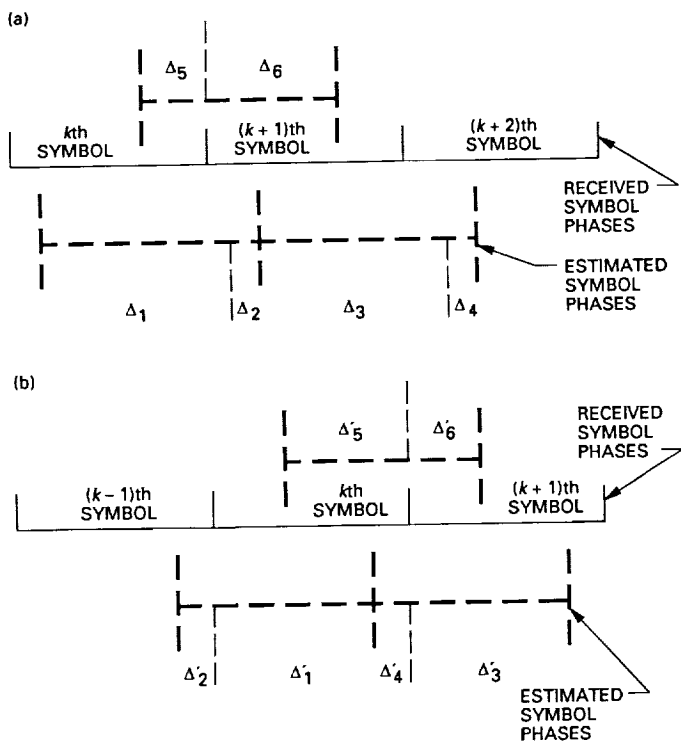 (a)
Δ5 Δ6
kth
SYMBOL
(k + 1)th
SYMBOL
(k + 2)th
SYMBOL
RECEIVED
SYMBOL
PHASES
ESTIMATED
SYMBOL
PHASES
Δ1 Δ2 Δ3 Δ4
(b)
RECEIVED
SYMBOL
PHASES
Δ′5 Δ′6
(k − 1)th
SYMBOL
kth
SYMBOL
(k + 1)th
SYMBOL
Δ′2 Δ′1 Δ′4 Δ′3
ESTIMATED
SYMBOL
PHASES